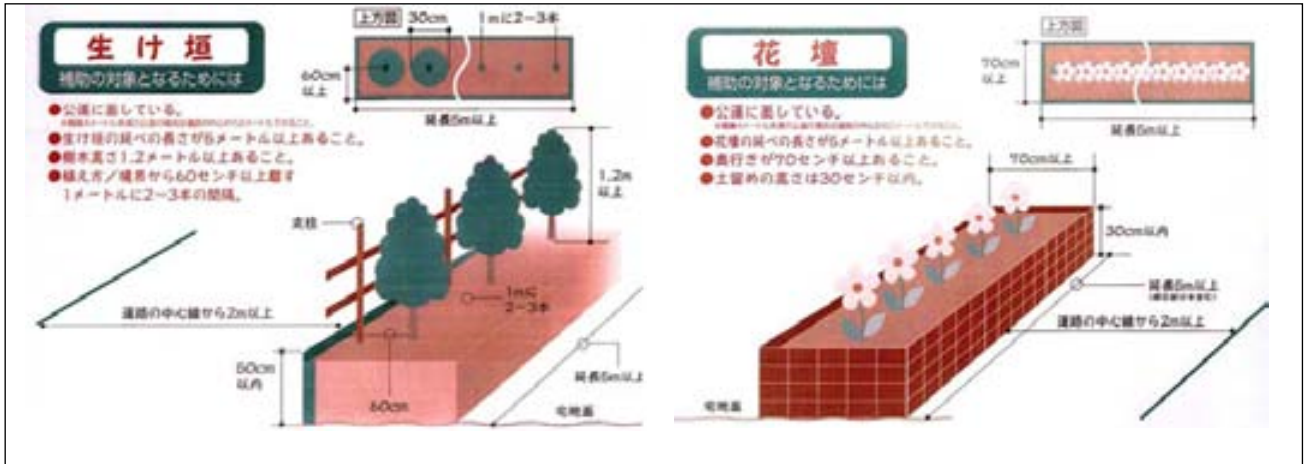 生け垣
補助の対象となるためには
●公道に面している。
●生け垣の延べの長さが5メートル以上あること。
●樹木高さ1.2メートル以上あること。
●植え方/境界から60センチ以上離す
1メートルに2−3本の間隔。
上方図
30cm
1mに2−3本
60cm
以上
延長5m以上
1.2m
以上
支柱
1mに
2−3本
道路の中心線から2m以上
50cm
以内
60cm
延長5m以上
宅地面
花壇
補助の対象となるためには
●公道に面している。
●花壇の延べの長さが5メートル以上あること。
●奥行きが70センチ以上あること。
●土留めの高さは30センチ以内。
上方図
70cm
以上
延長5m以上
70cm以上
30cm以内
延長5m以上
道路の中心線から2m以上
宅地面